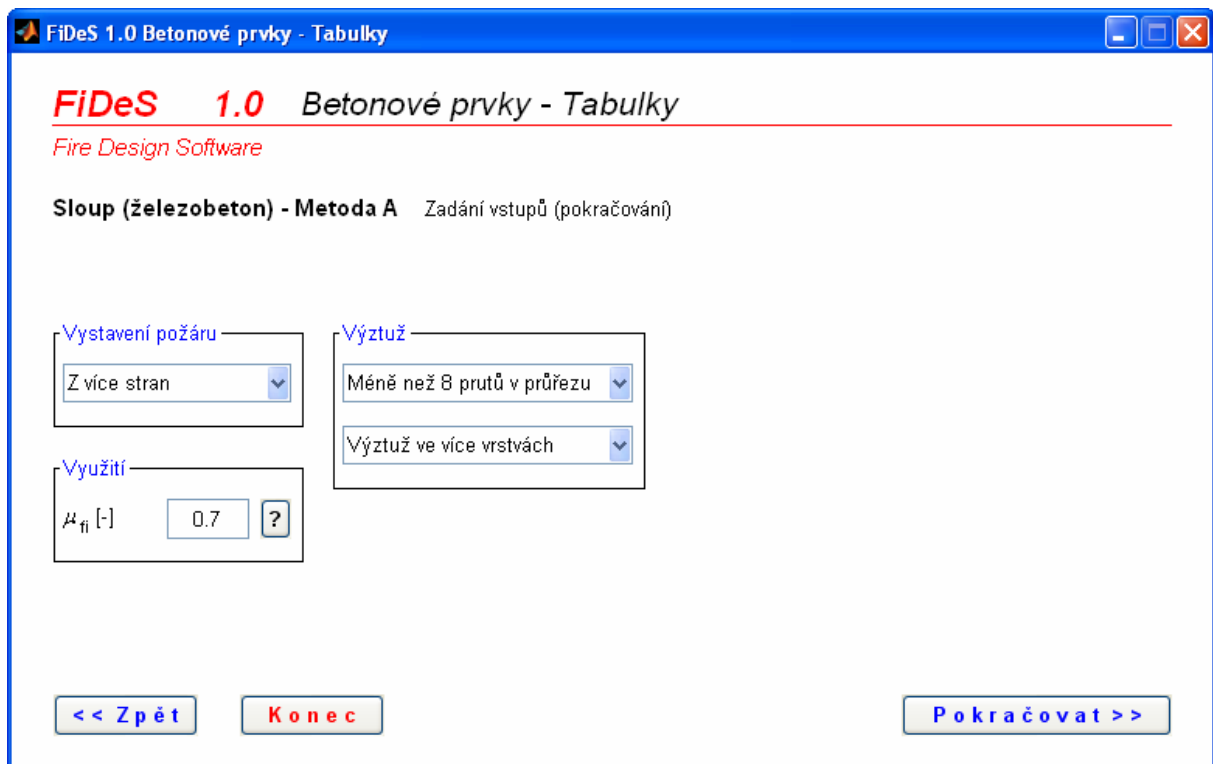 FiDeS 1.0 Betonové prvky - Tabulky
FiDeS 1.0 Betonové prvky - Tabulky
Fire Design Software
Sloup (železobeton) - Metoda A Zadání vstupů (pokračování)
Vystavení požáru
Z více stran
Výztuž
Méně než 8 prutů v průřezu
Výztuž ve více vrstvách
Využití
μ fi [-] 0.7 ?
<< Zpět Konec Pokračovat >>